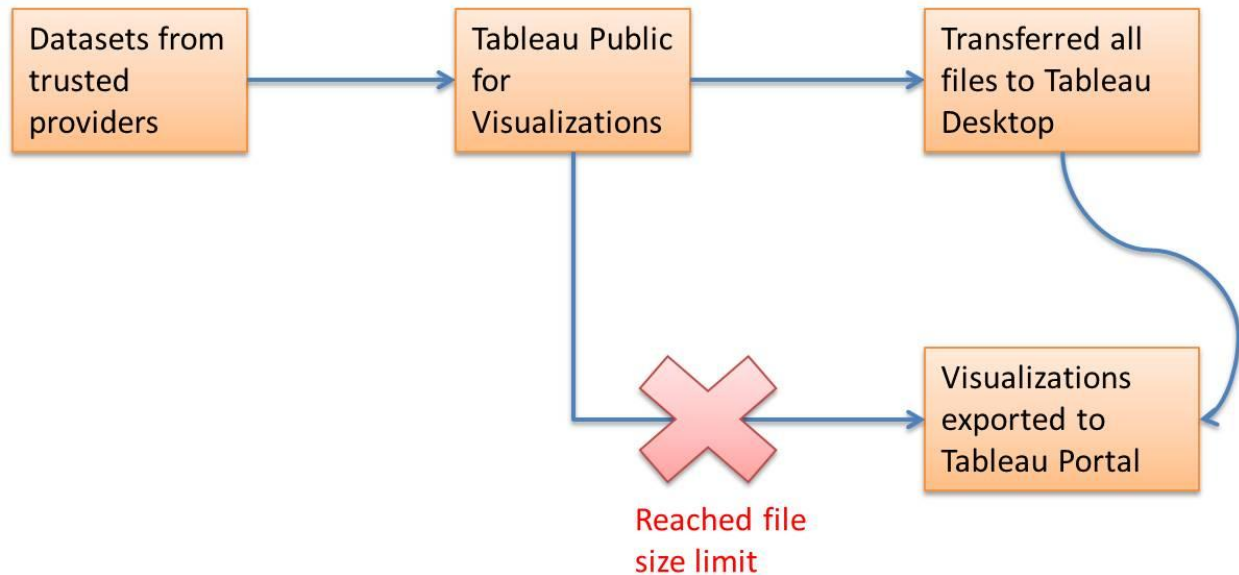 Datasets from
trusted
providers
Tableau Public
for
Visualizations
Transferred all
files to Tableau
Desktop
Visualizations
exported to
Tableau Portal
Reached file
size limit